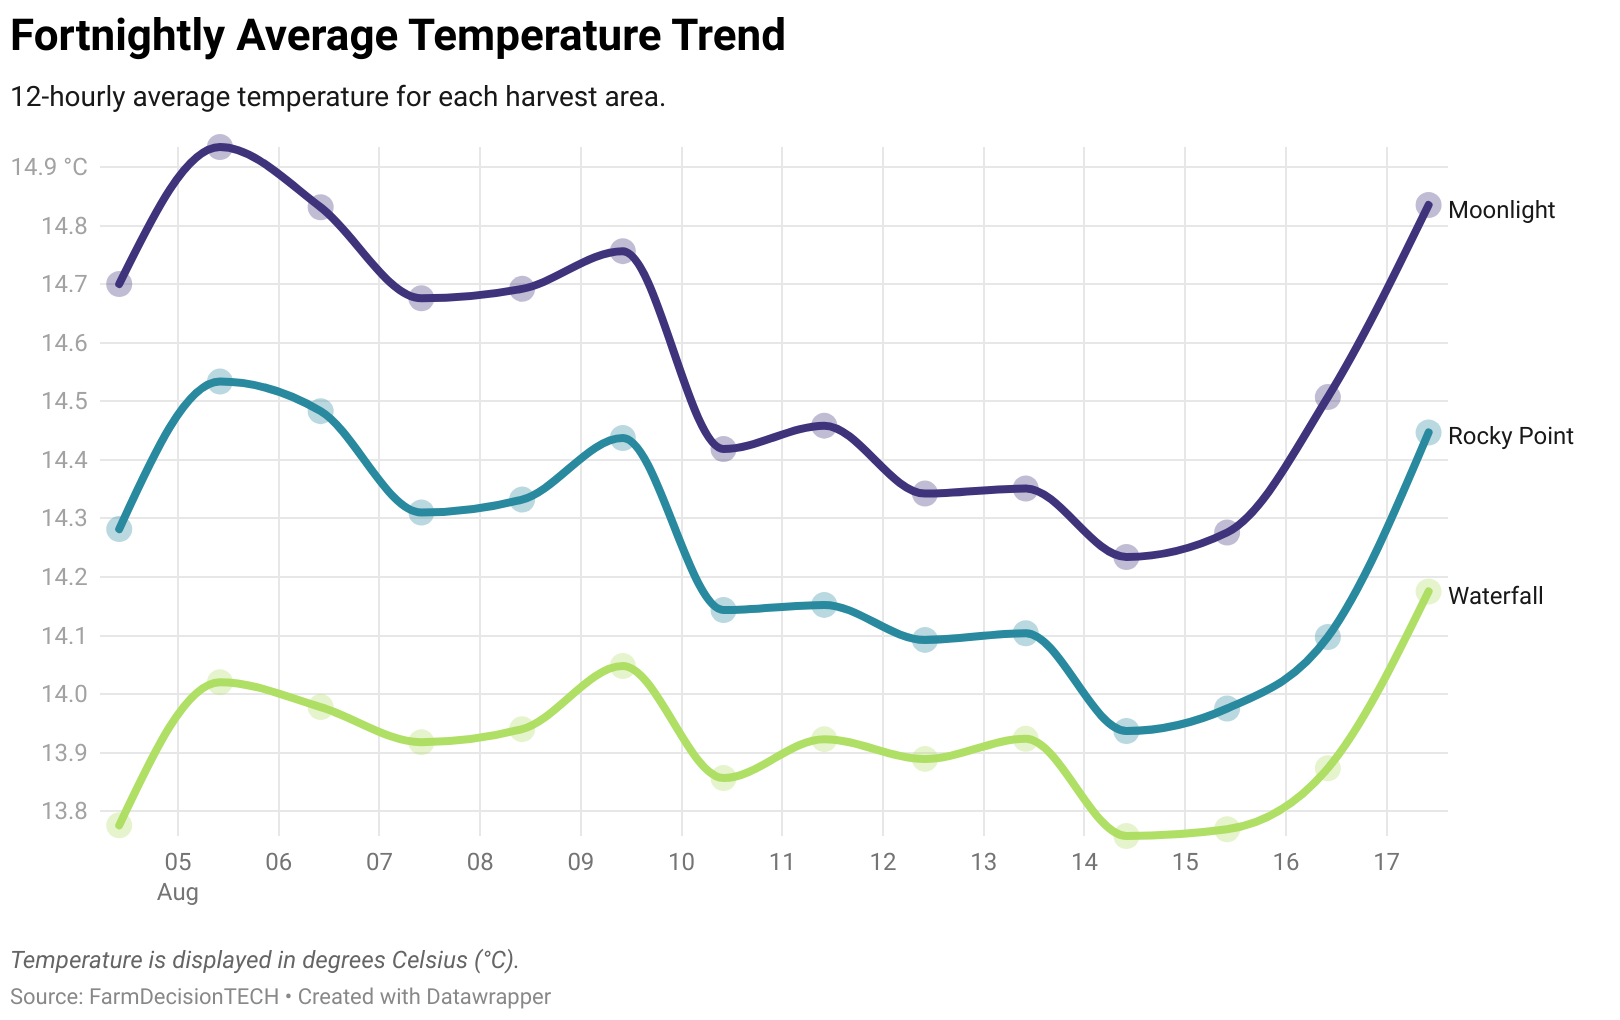 Fortnightly Average Temperature Trend
12-hourly average temperature for each harvest area.
14.9 °C
14.8
14.7
14.6
14.5
14.4
14.3
14.2
14.1
14.0
13.9
13.8
Moonlight
Rocky Point
Waterfall
05 06 07 08 09 10 11 12 13 14 15 16 17
Aug
Temperature is displayed in degrees Celsius (°C).
Source: FarmDecisionTECH • Created with Datawrapper